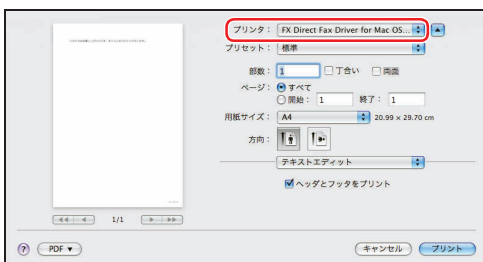 プリンタ： FX Direct Fax Driver for Mac OS...
プリセット： 標準
部数： 1 丁合い 両面
ページ： すべて
開始： 1 終了： 1
用紙サイズ： A4 20.99 x 29.70 cm
方向：
テキストエディット
ヘッダとフッタをプリント
1/1
? PDF ▼ キャンセル プリント